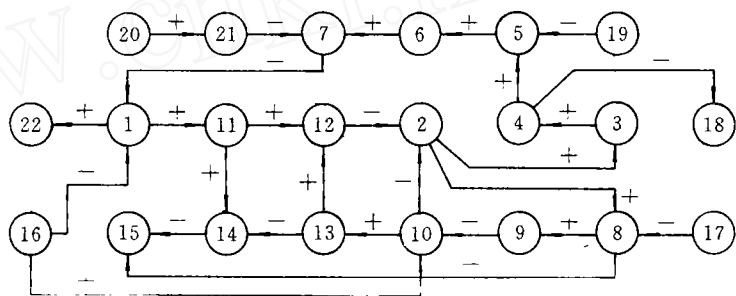 20 + 21 − 7 + 6 + 5 − 19
− + −
22 + 1 + 11 + 12 − 2 4 + 3 18
− + + − + +
16 15 − 14 − 13 + 10 − 9 + 8 − 17
−